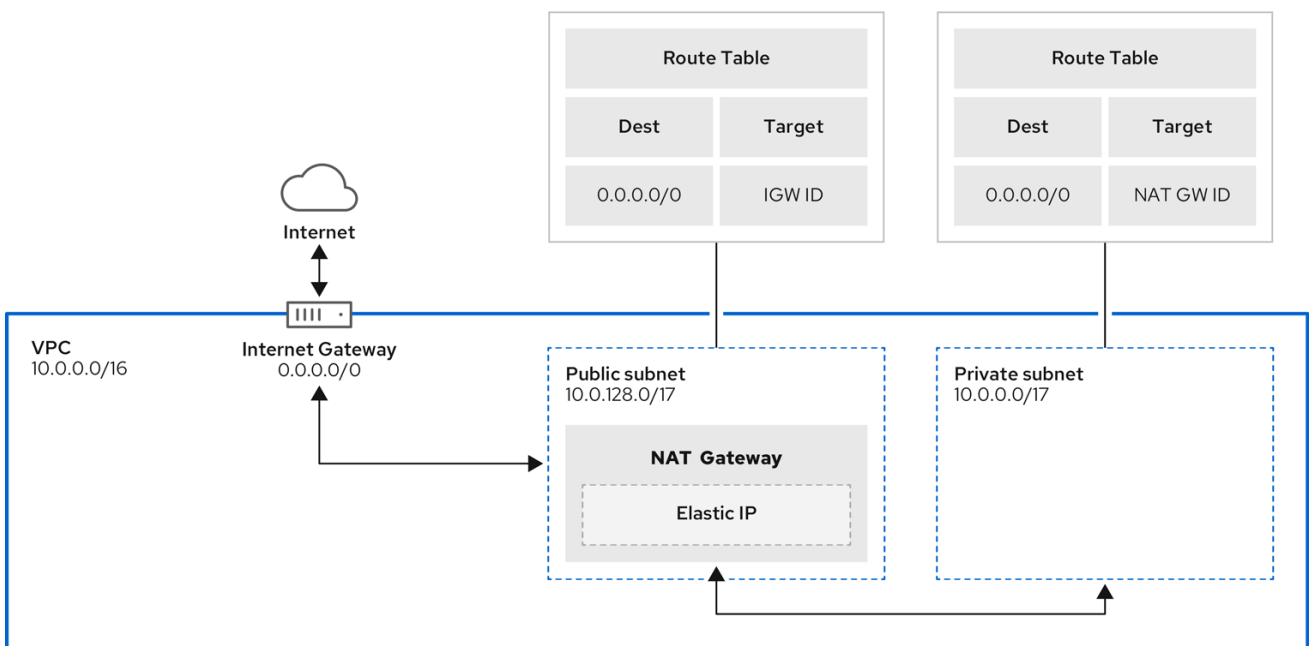 Route Table
Dest
Target
0.0.0.0/0
IGW ID
Route Table
Dest
Target
0.0.0.0/0
NAT GW ID
Internet
VPC
10.0.0.0/16
Internet Gateway
0.0.0.0/0
Public subnet
10.0.128.0/17
NAT Gateway
Elastic IP
Private subnet
10.0.0.0/17